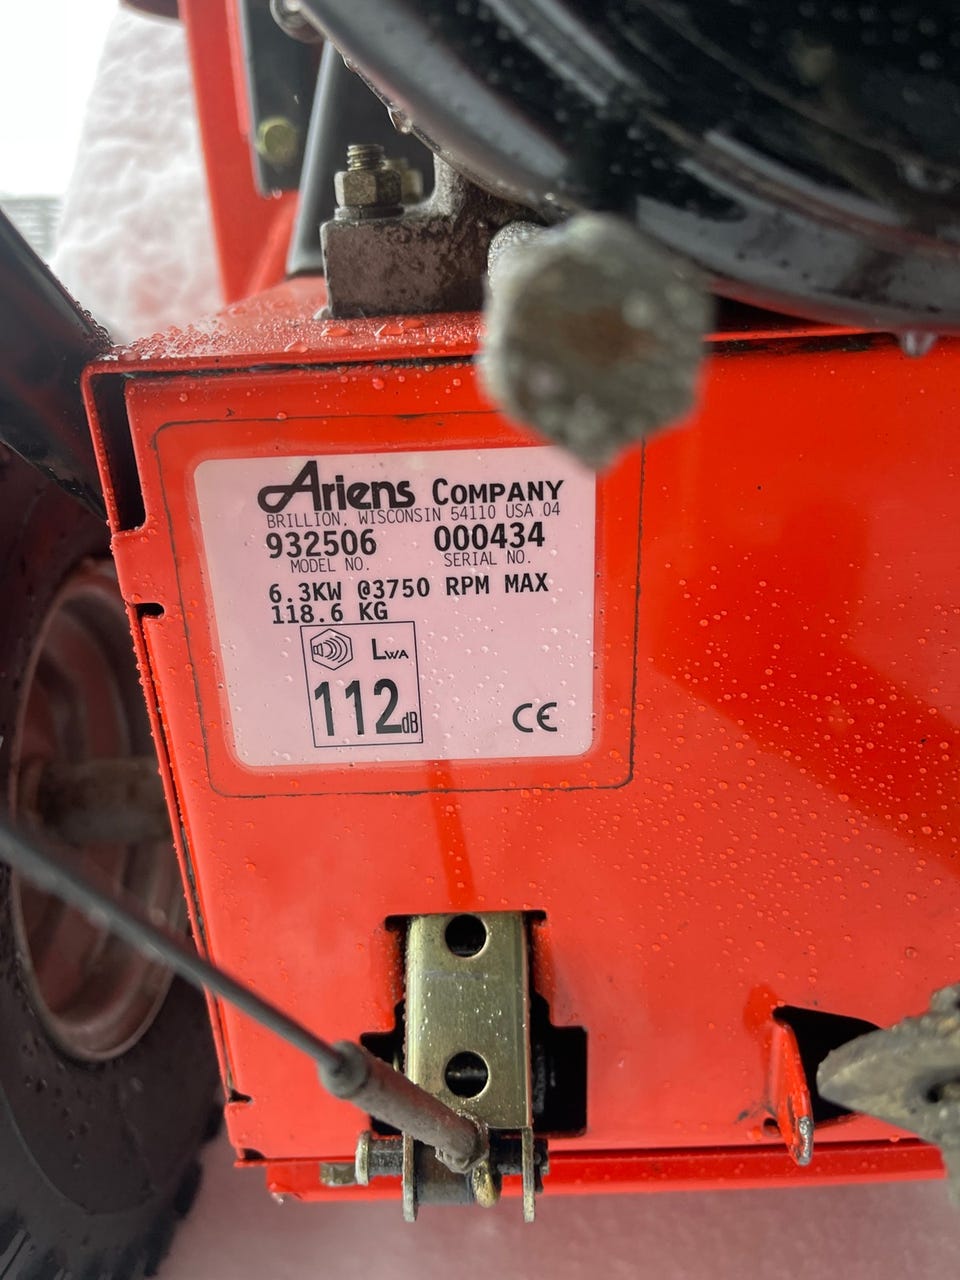 Ariens COMPANY
BRILLION, WISCONSIN 54110 USA 04
932506 000434
MODEL NO. SERIAL NO.
6.3KW @3750 RPM MAX
118.6 KG
LWA
112dB
CE